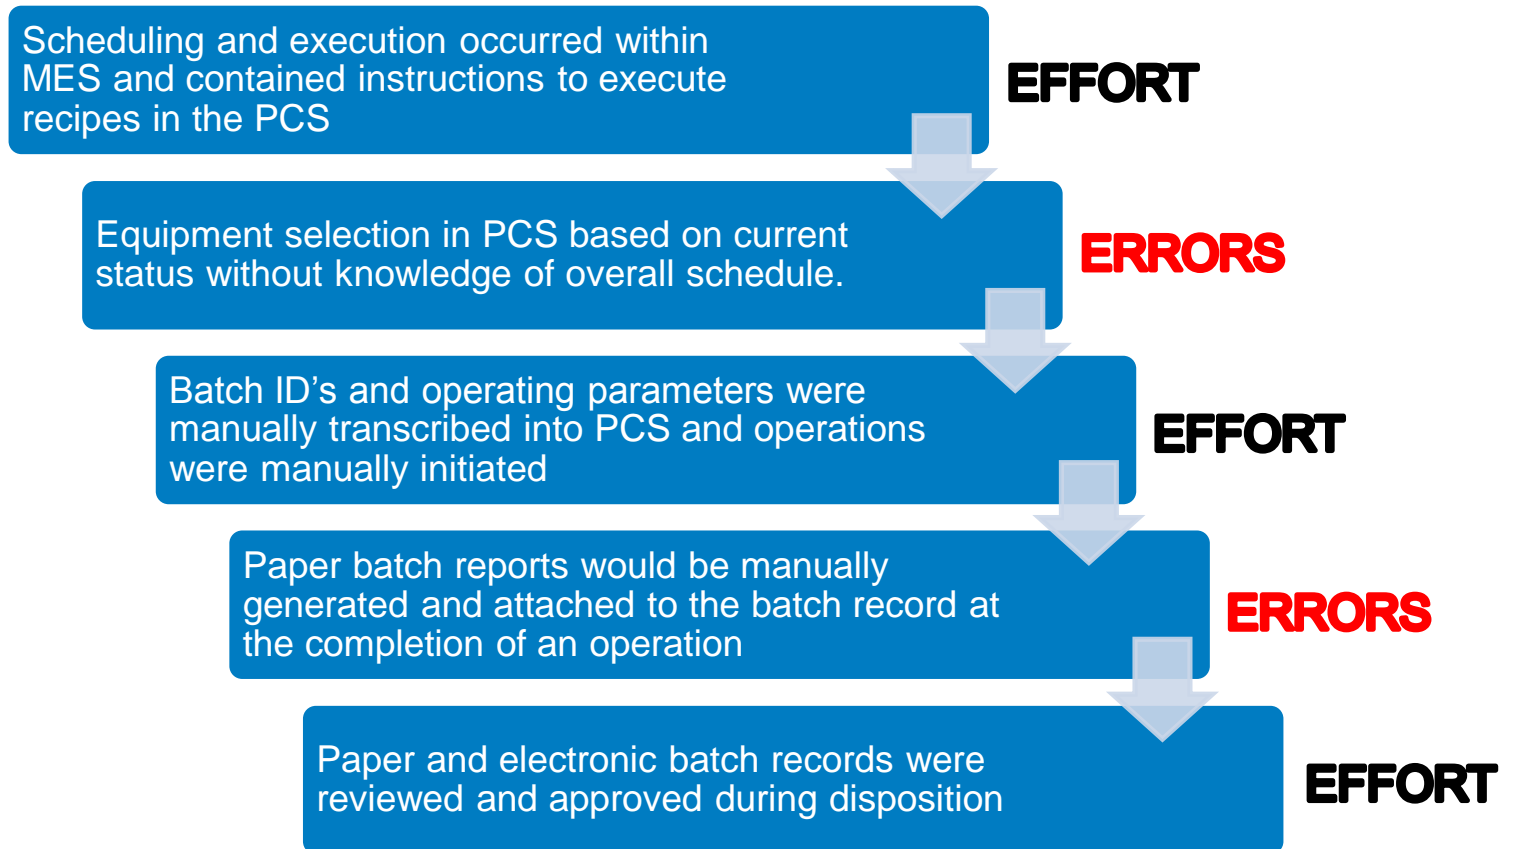 Scheduling and execution occurred within
MES and contained instructions to execute
recipes in the PCS
EFFORT
Equipment selection in PCS based on current
status without knowledge of overall schedule.
ERRORS
Batch ID’s and operating parameters were
manually transcribed into PCS and operations
were manually initiated
EFFORT
Paper batch reports would be manually
generated and attached to the batch record at
the completion of an operation
ERRORS
Paper and electronic batch records were
reviewed and approved during disposition
EFFORT